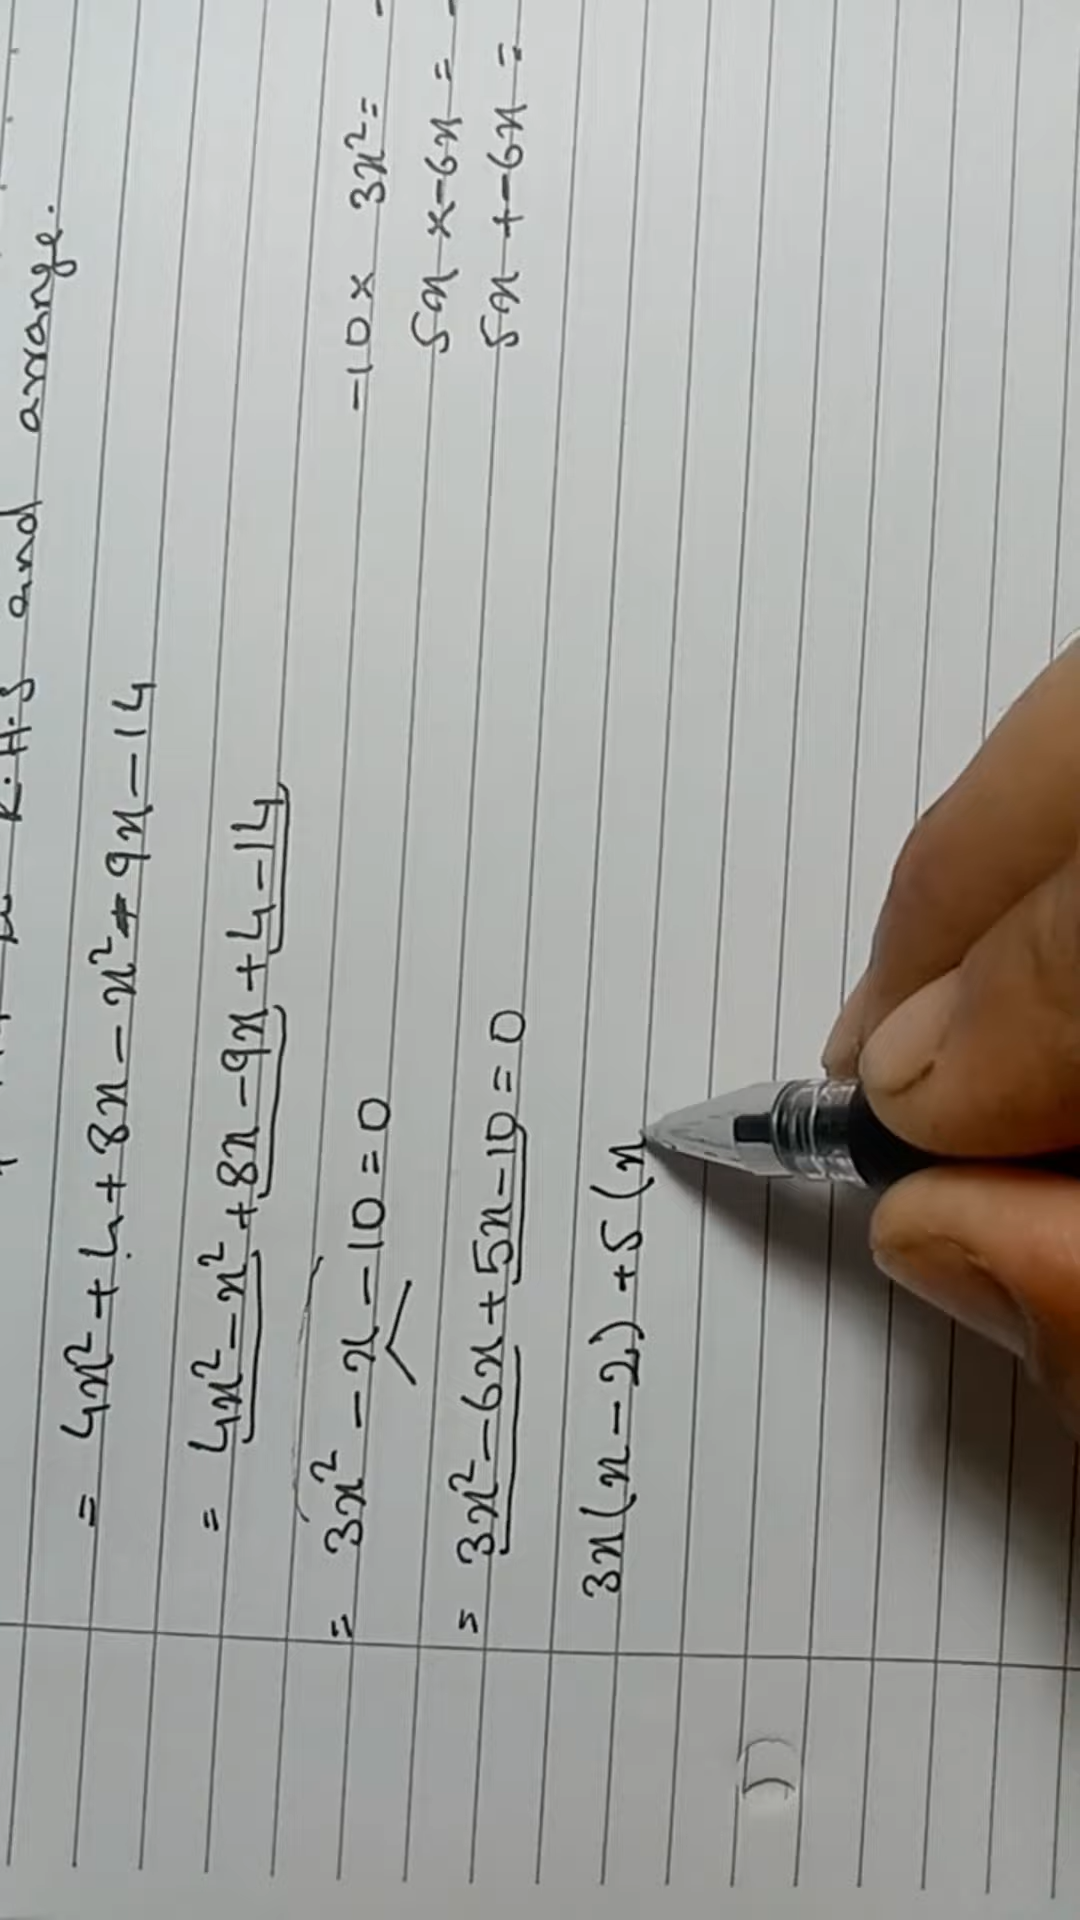 R.H.S and arrange.
= 4x² + 4 + 8x - x² - 9x - 14
= 4x² - x² + 8x - 9x + 4 - 14
= 3x² - x - 10 = 0 -10 x 3x² = -
= 3x² - 6x + 5x - 10 = 0 5x x -6x = -
5x + -6x =
3x(x - 2) + 5(x